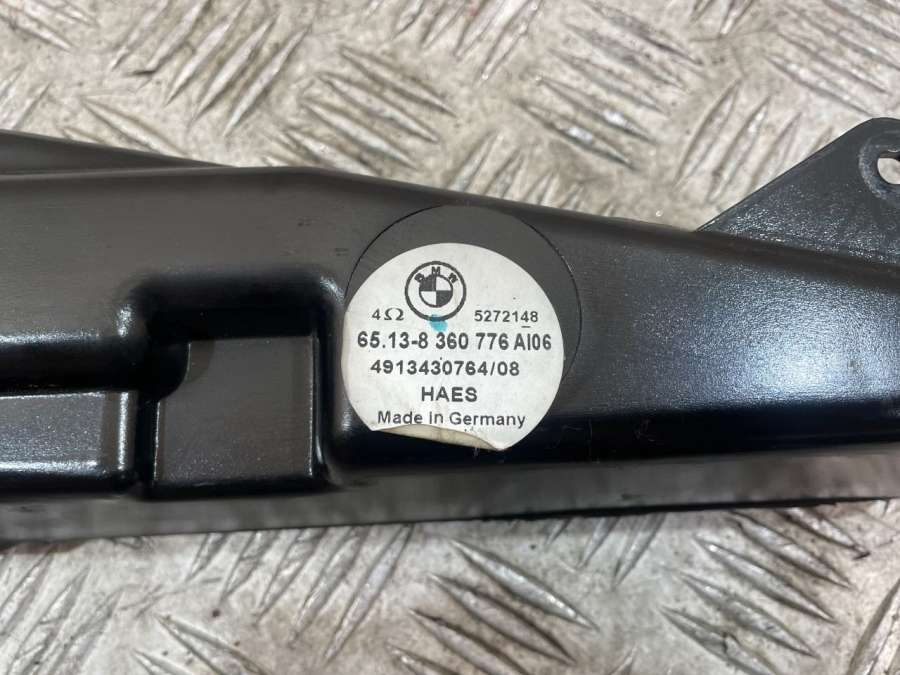 BMW
4Ω 5272148
65.13-8 360 776 AI06
4913430764/08
HAES
Made in Germany